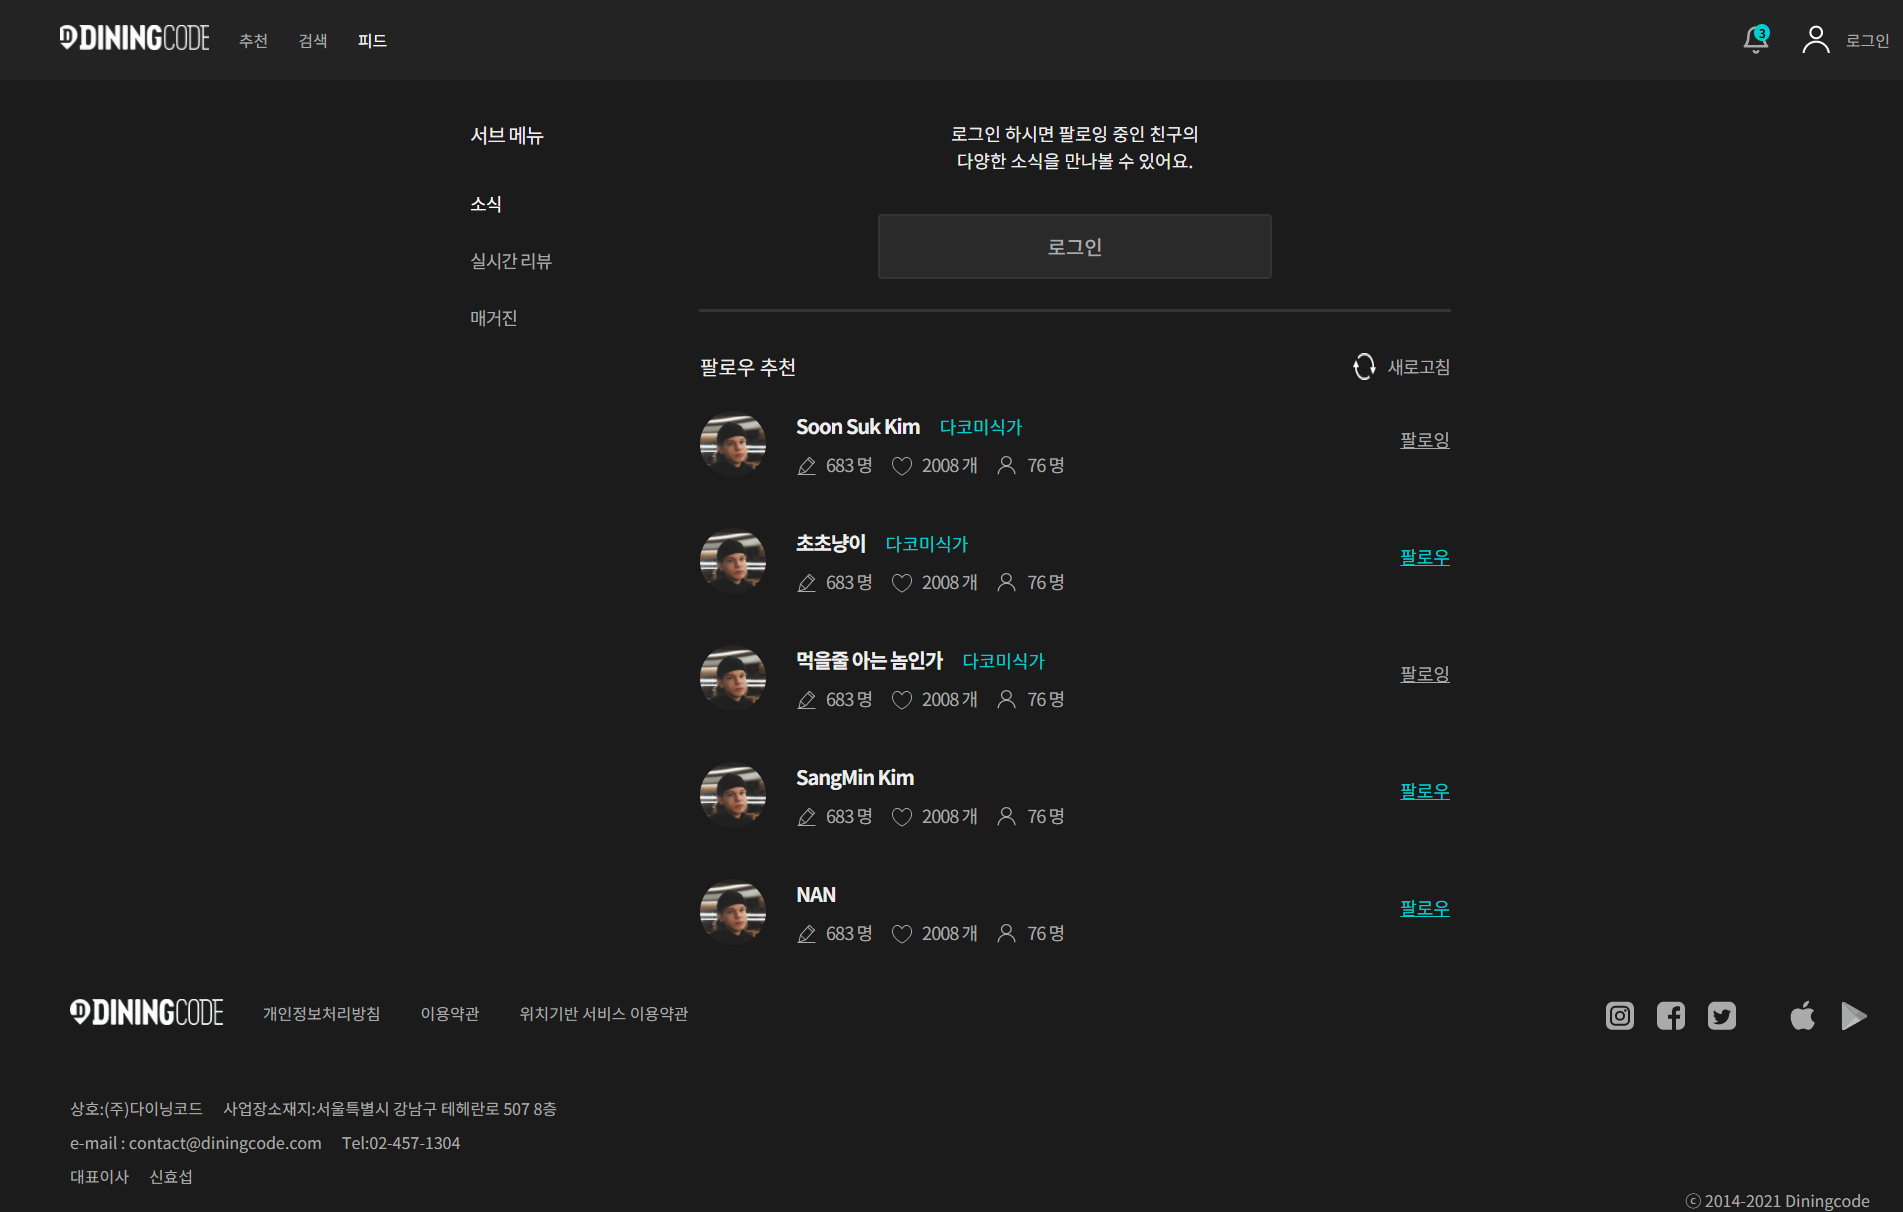 DININGCODE 추천 검색 피드 3 로그인
서브 메뉴
소식
실시간 리뷰
매거진
로그인 하시면 팔로잉 중인 친구의
다양한 소식을 만나볼 수 있어요.
로그인
팔로우 추천 새로고침
Soon Suk Kim 다코미식가
683 명 2008 개 76 명
팔로잉
초초냥이 다코미식가
683 명 2008 개 76 명
팔로우
먹을줄 아는 놈인가 다코미식가
683 명 2008 개 76 명
팔로잉
SangMin Kim
683 명 2008 개 76 명
팔로우
NAN
683 명 2008 개 76 명
팔로우
DININGCODE 개인정보처리방침 이용약관 위치기반 서비스 이용약관
상호:(주)다이닝코드 사업장소재지:서울특별시 강남구 테헤란로 507 8층
e-mail : contact@diningcode.com Tel:02-457-1304
대표이사 신효섭
ⓒ 2014-2021 Diningcode